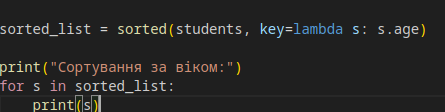 sorted_list = sorted(students, key=lambda s: s.age)
print("Сортування за віком:")
for s in sorted_list:
    print(s)